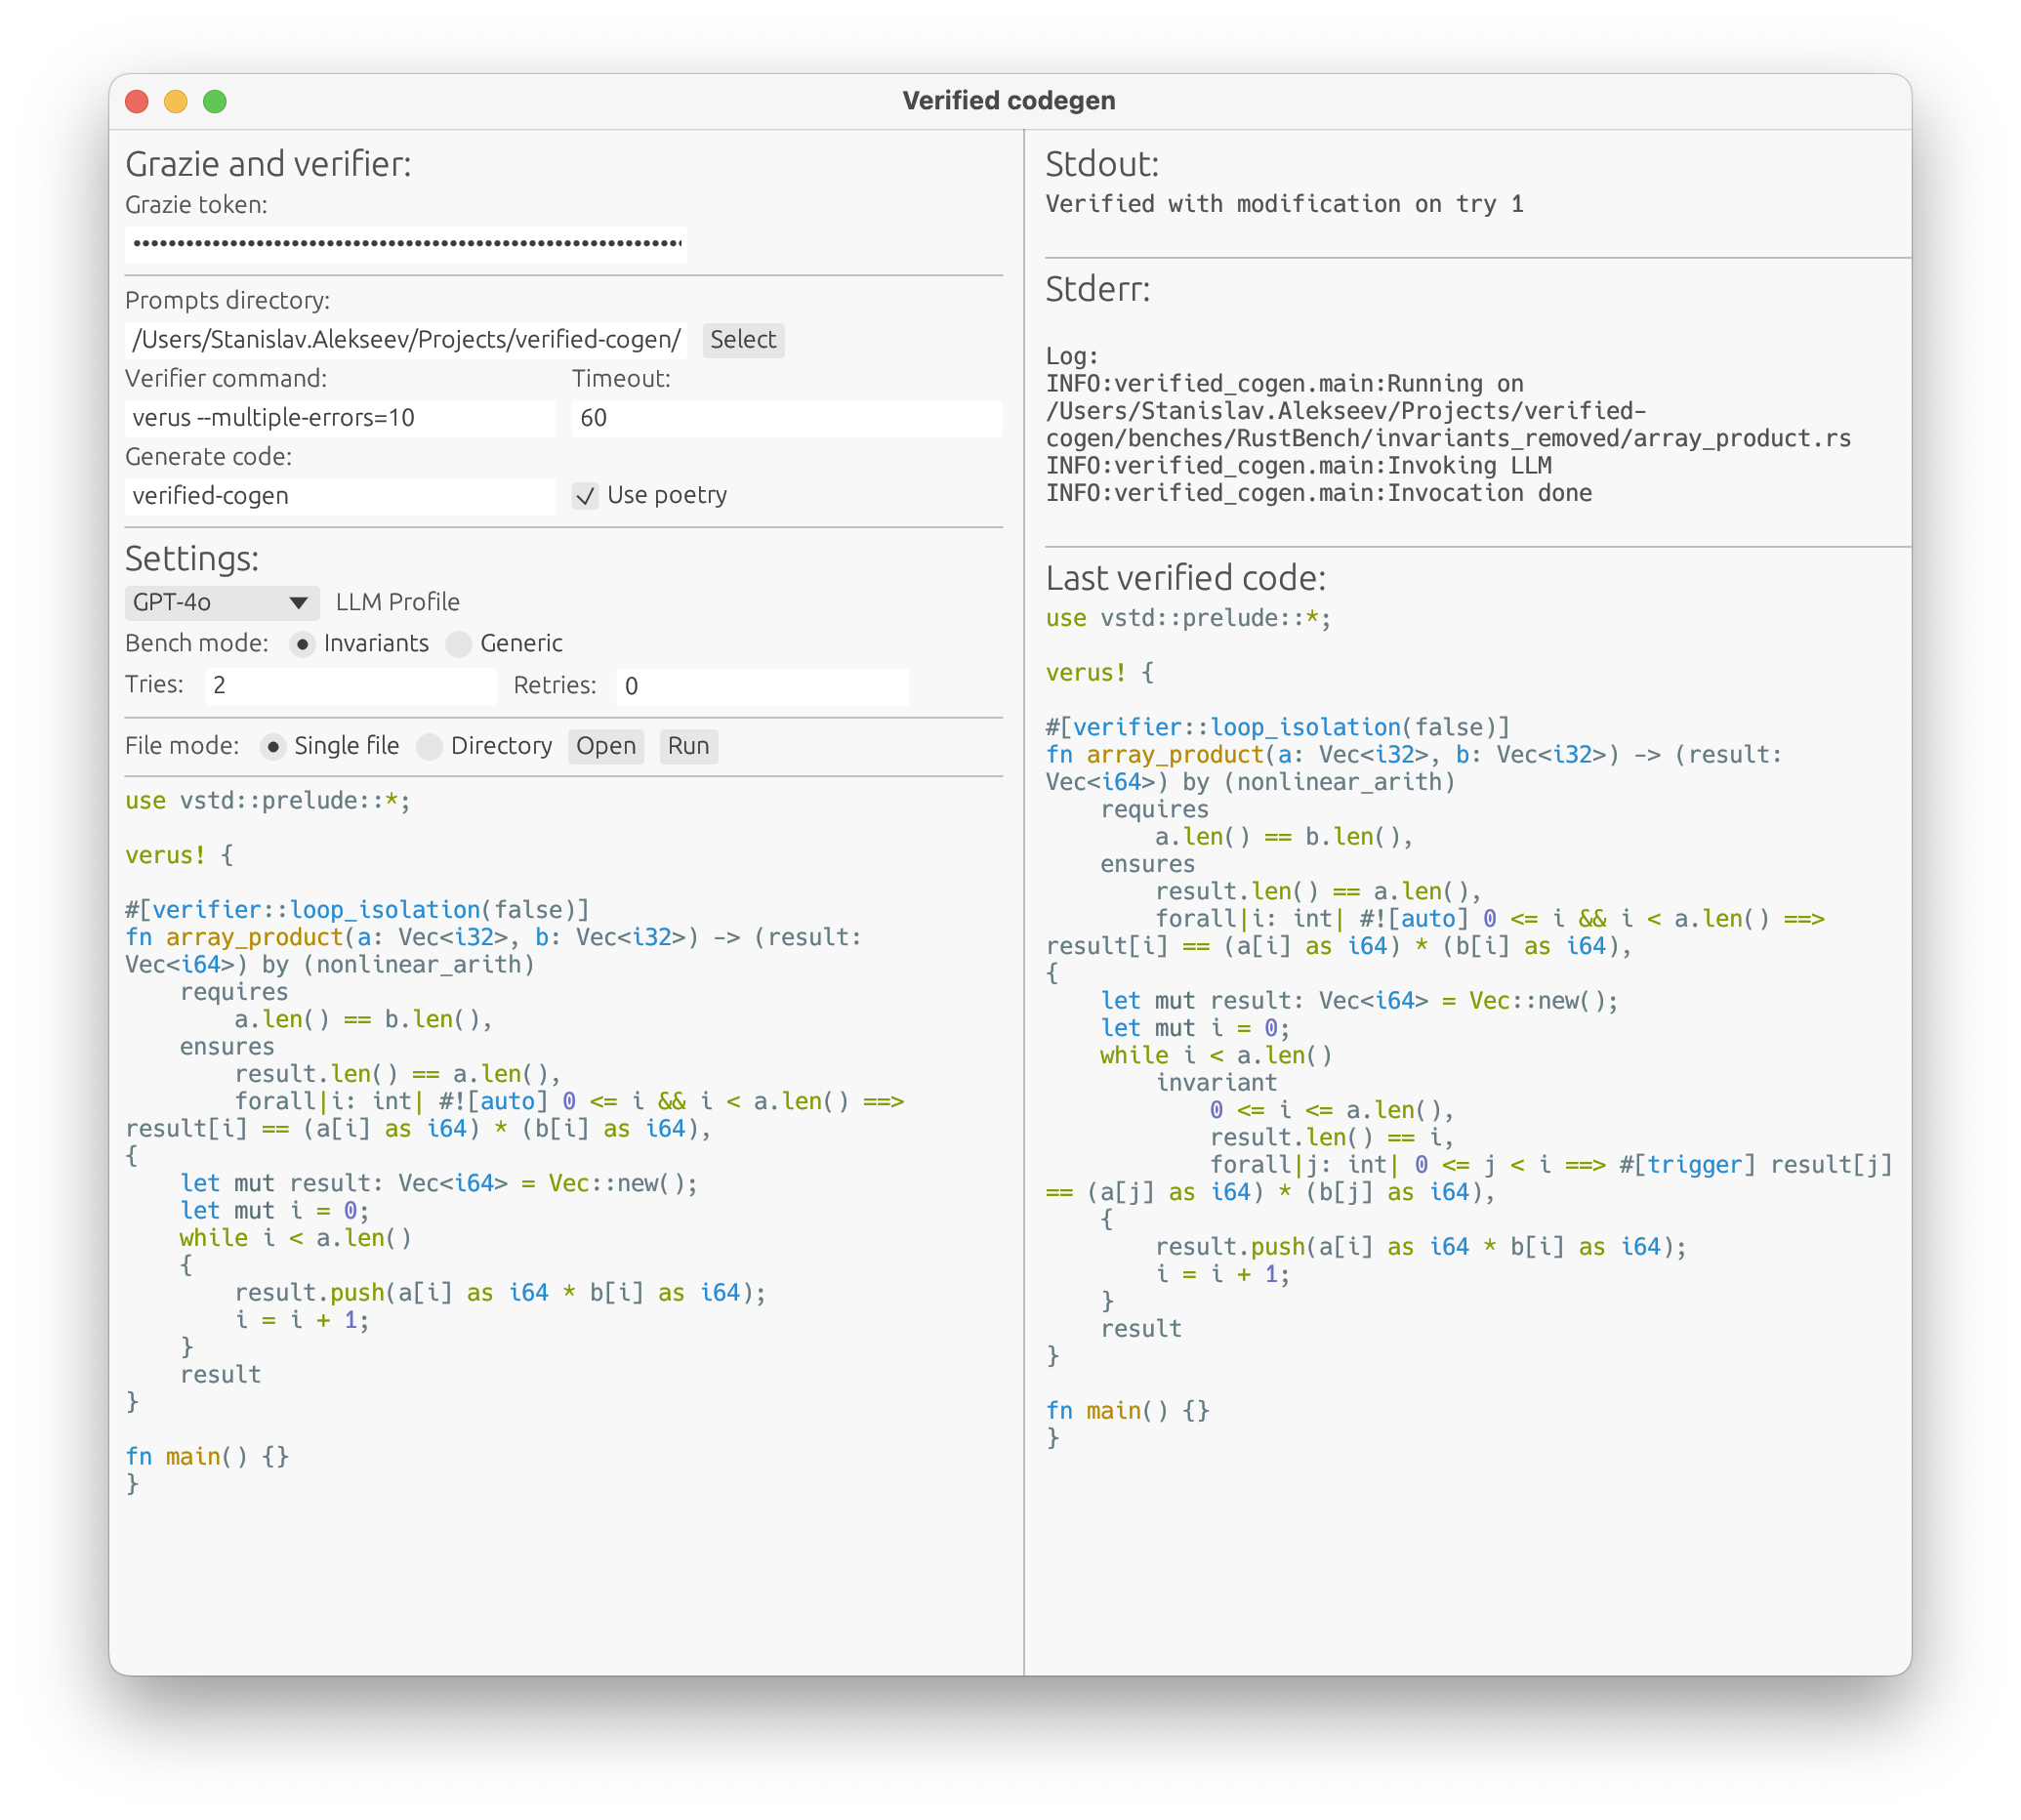 Verified codegen
Grazie and verifier:
Grazie token:
••••••••••••••••••••••••••••••••••••••••••••••••••••••••••••••
Prompts directory:
/Users/Stanislav.Alekseev/Projects/verified-cogen/ Select
Verifier command: Timeout:
verus --multiple-errors=10 60
Generate code:
verified-cogen Use poetry
Settings:
GPT-4o LLM Profile
Bench mode: Invariants Generic
Tries: 2 Retries: 0
File mode: Single file Directory Open Run
use vstd::prelude::*;
verus! {
#[verifier::loop_isolation(false)]
fn array_product(a: Vec<i32>, b: Vec<i32>) -> (result:
Vec<i64>) by (nonlinear_arith)
    requires
        a.len() == b.len(),
    ensures
        result.len() == a.len(),
        forall|i: int| #![auto] 0 <= i && i < a.len() ==>
result[i] == (a[i] as i64) * (b[i] as i64),
{
    let mut result: Vec<i64> = Vec::new();
    let mut i = 0;
    while i < a.len()
    {
        result.push(a[i] as i64 * b[i] as i64);
        i = i + 1;
    }
    result
}
fn main() {}
}
Stdout:
Verified with modification on try 1
Stderr:
Log:
INFO:verified_cogen.main:Running on
/Users/Stanislav.Alekseev/Projects/verified-
cogen/benches/RustBench/invariants_removed/array_product.rs
INFO:verified_cogen.main:Invoking LLM
INFO:verified_cogen.main:Invocation done
Last verified code:
use vstd::prelude::*;
verus! {
#[verifier::loop_isolation(false)]
fn array_product(a: Vec<i32>, b: Vec<i32>) -> (result:
Vec<i64>) by (nonlinear_arith)
    requires
        a.len() == b.len(),
    ensures
        result.len() == a.len(),
        forall|i: int| #![auto] 0 <= i && i < a.len() ==>
result[i] == (a[i] as i64) * (b[i] as i64),
{
    let mut result: Vec<i64> = Vec::new();
    let mut i = 0;
    while i < a.len()
        invariant
            0 <= i <= a.len(),
            result.len() == i,
            forall|j: int| 0 <= j < i ==> #[trigger] result[j]
== (a[j] as i64) * (b[j] as i64),
    {
        result.push(a[i] as i64 * b[i] as i64);
        i = i + 1;
    }
    result
}
fn main() {}
}